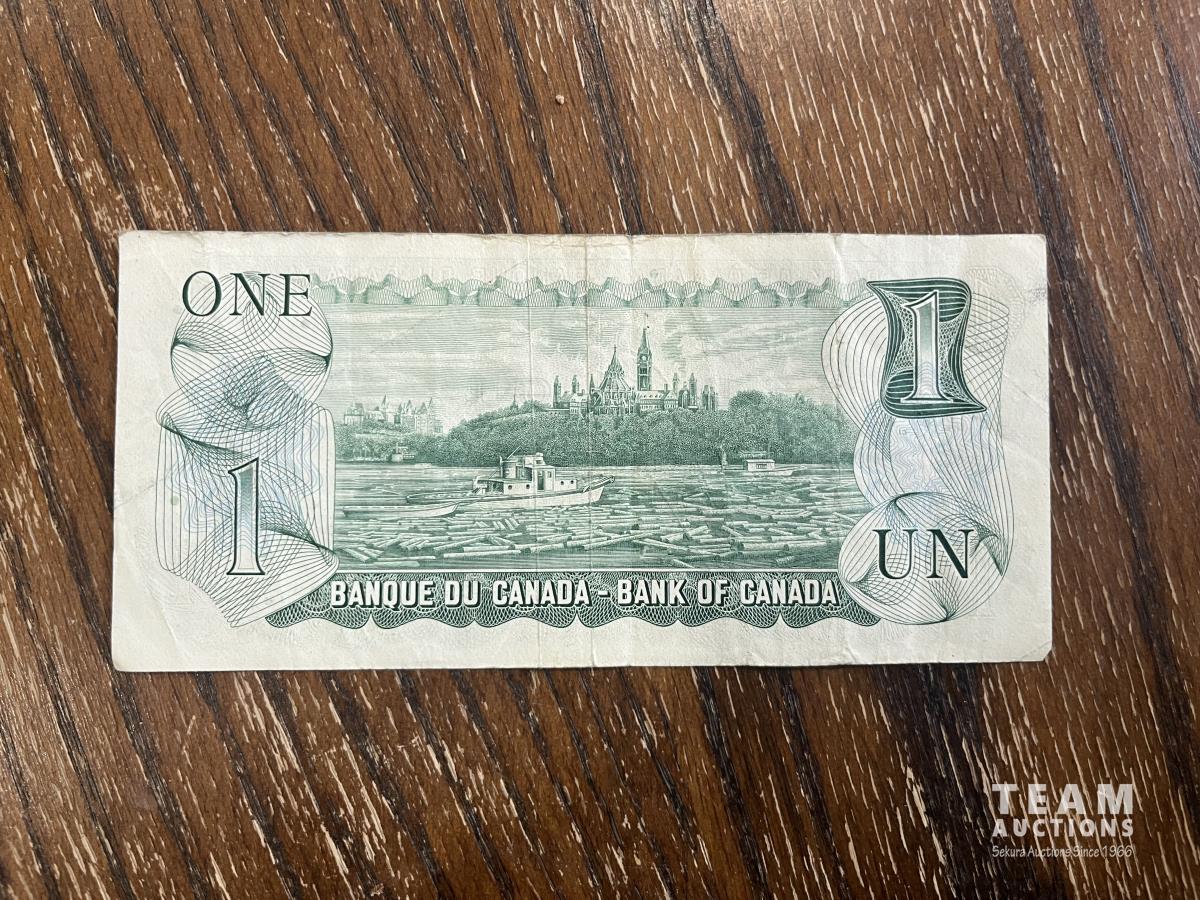 ONE
1
1
UN
BANQUE DU CANADA - BANK OF CANADA
TEAM
AUCTIONS
Sekura Auctions Since 1966